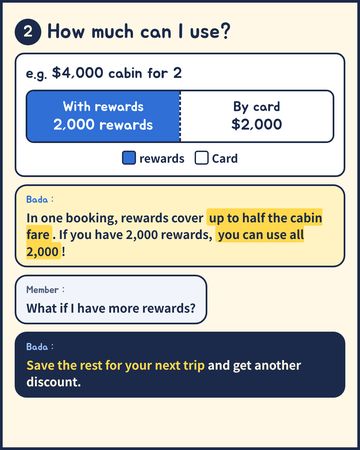 2 How much can I use?
e.g. $4,000 cabin for 2
With rewards
2,000 rewards
By card
$2,000
rewards Card
Bada :
In one booking, rewards cover up to half the cabin
fare . If you have 2,000 rewards, you can use all
2,000 !
Member :
What if I have more rewards?
Bada :
Save the rest for your next trip and get another
discount.